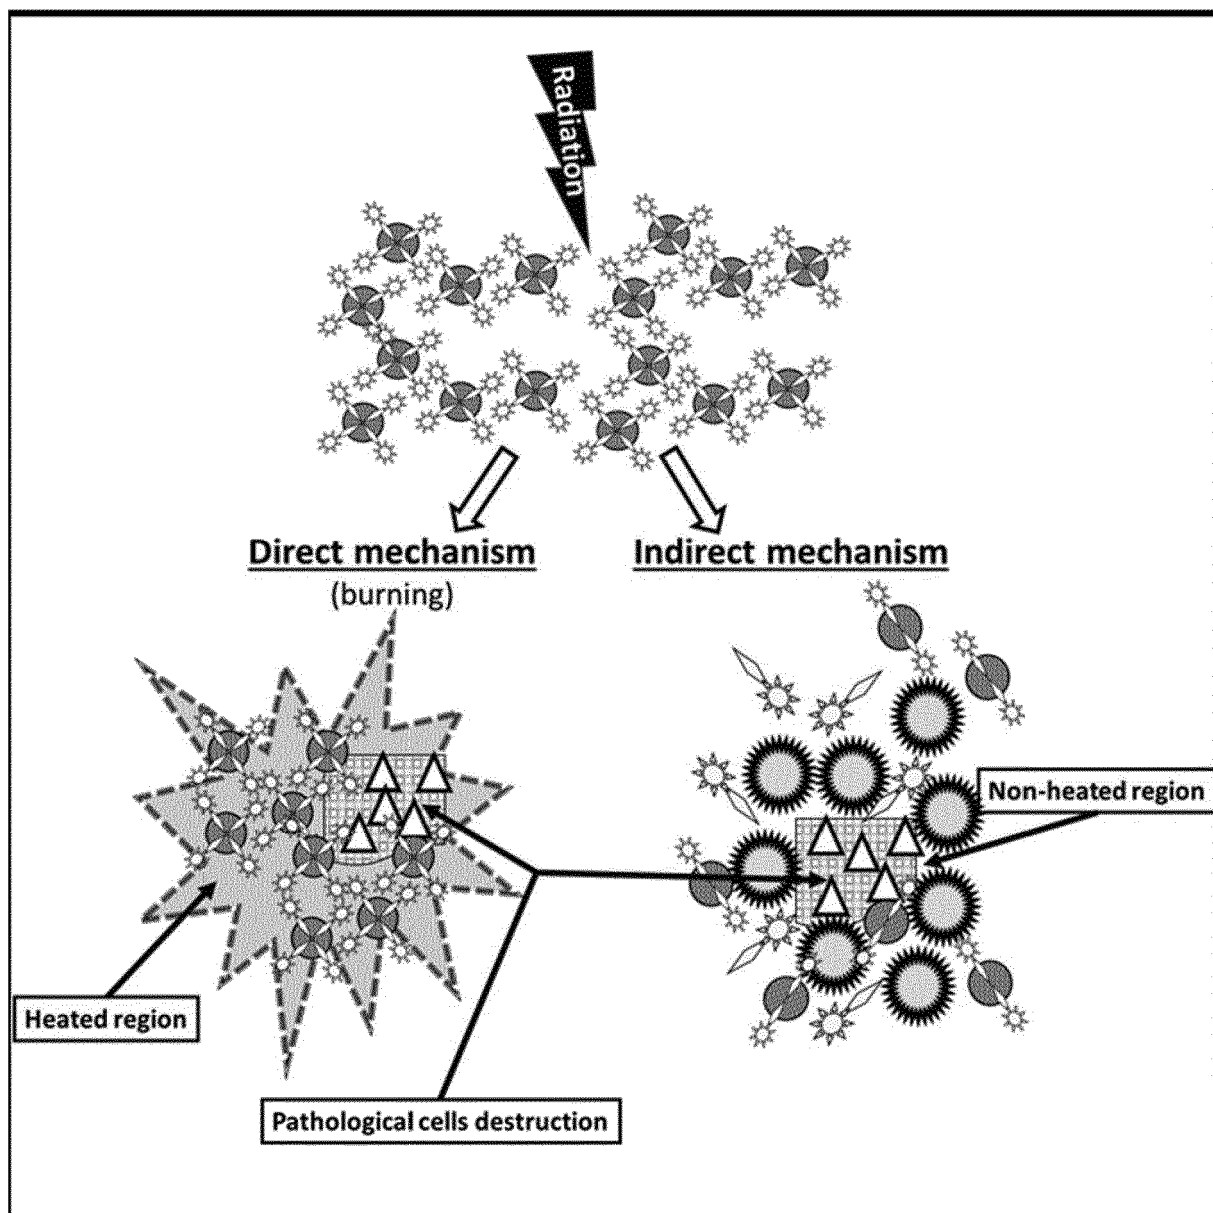 Radiation
Direct mechanism
(burning)
Indirect mechanism
Non-heated region
Heated region
Pathological cells destruction